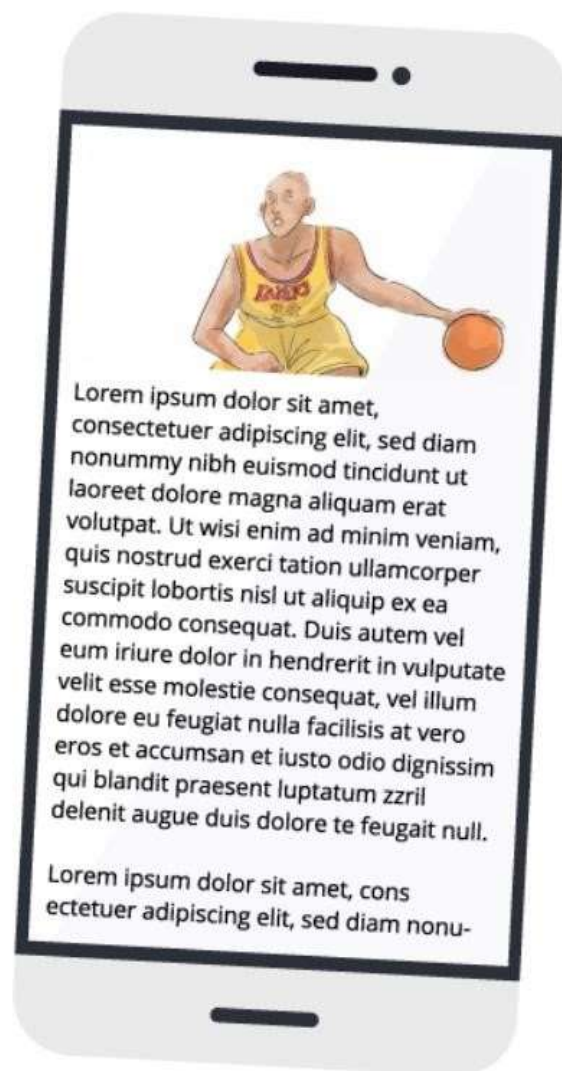 Lorem ipsum dolor sit amet,
consectetuer adipiscing elit, sed diam
nonummy nibh euismod tincidunt ut
laoreet dolore magna aliquam erat
volutpat. Ut wisi enim ad minim veniam,
quis nostrud exerci tation ullamcorper
suscipit lobortis nisl ut aliquip ex ea
commodo consequat. Duis autem vel
eum iriure dolor in hendrerit in vulputate
velit esse molestie consequat, vel illum
dolore eu feugiat nulla facilisis at vero
eros et accumsan et iusto odio dignissim
qui blandit praesent luptatum zzril
delenit augue duis dolore te feugait null.
Lorem ipsum dolor sit amet, cons
ectetuer adipiscing elit, sed diam nonu-